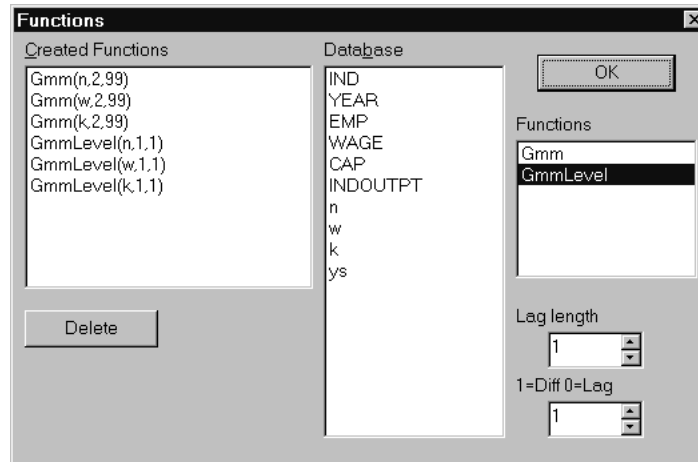 Functions
Created Functions
Gmm(n,2,99)
Gmm(w,2,99)
Gmm(k,2,99)
GmmLevel(n,1,1)
GmmLevel(w,1,1)
GmmLevel(k,1,1)
Delete
Database
IND
YEAR
EMP
WAGE
CAP
INDOUTPT
n
w
k
ys
OK
Functions
Gmm
GmmLevel
Lag length
1
1=Diff 0=Lag
1